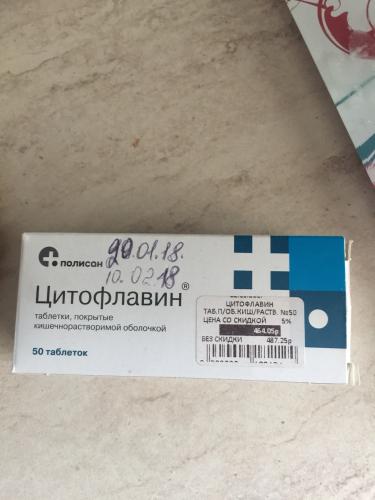 ПОЛИСАН
29.01.18.
10.02.18
Цитофлавин®
таблетки, покрытые
кишечнорастворимой оболочкой
50 таблеток
ЦИТОФЛАВИН
ТАБ.П/ОБ.КИШ/РАСТВ. №50
ЦЕНА СО СКИДКОЙ 5%
464.05р
БЕЗ СКИДКИ 487.25р